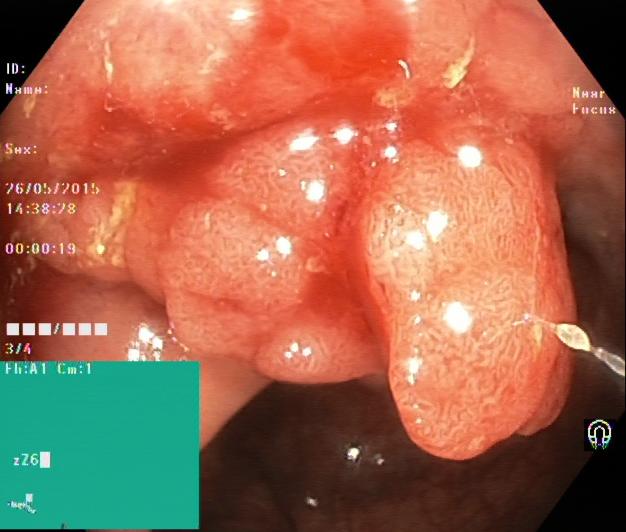 ID:
Name:
Near
Focus
Sex:
26/05/2015
14:38:28
00:00:19
■■■/■■■
3/4
Eh:A1 Cm:1
zZ6